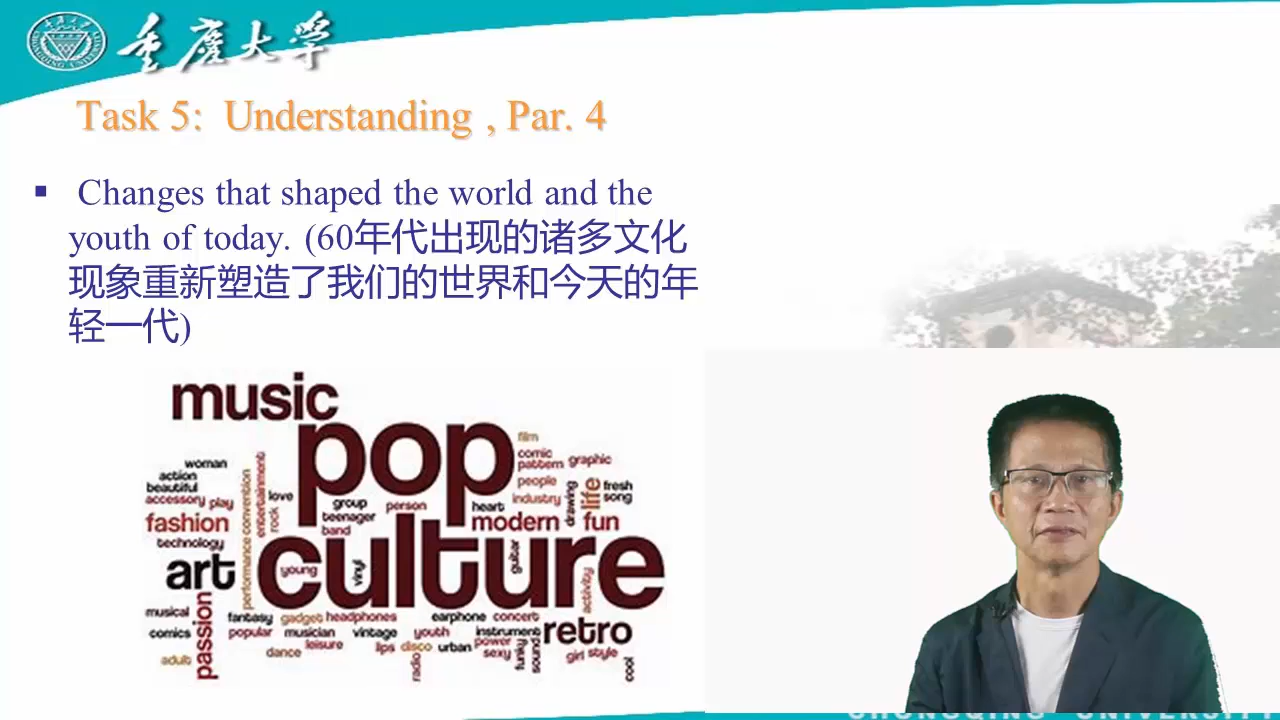 重庆大学
Task 5: Understanding , Par. 4
▪ Changes that shaped the world and the
youth of today. (60年代出现的诸多文化
现象重新塑造了我们的世界和今天的年
轻一代)
music
pop
culture
film
comic
pattern
graphic
people
industry
drawing
life
fresh
song
woman
action
beautiful
accessory
play
convention
entertainment
love
rock
group
teenager
band
person
heart
modern
fun
fashion
technology
performance
art
young
vinyl
guitar
activity
musical
comics
adult
passion
fantasy
gadget
headphones
earphone
concert
popular
musician
vintage
youth
instrument
retro
dance
leisure
lips
disco
urban
power
sexy
funky
sound
girl
style
radio
cool
CHONGQING UNIVERSITY